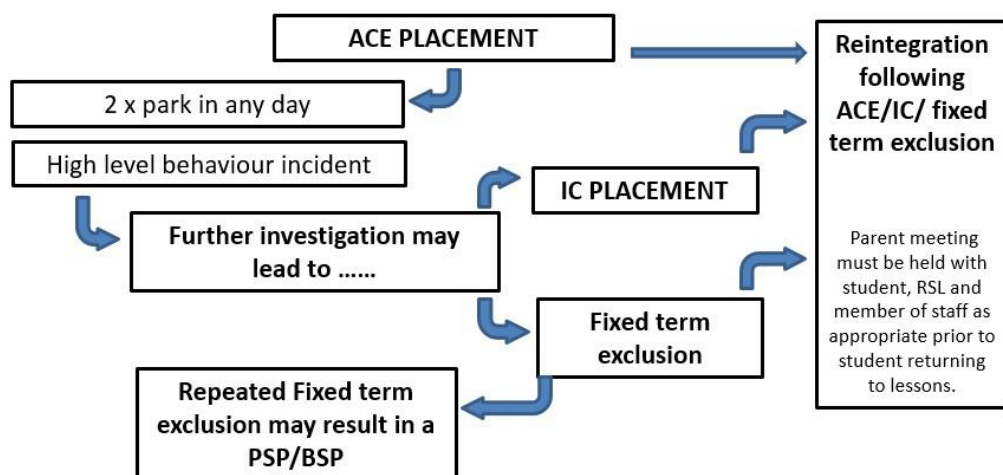 ACE PLACEMENT
2 x park in any day
High level behaviour incident
Further investigation may
lead to ......
IC PLACEMENT
Fixed term
exclusion
Repeated Fixed term
exclusion may result in a
PSP/BSP
Reintegration
following
ACE/IC/ fixed
term exclusion
Parent meeting
must be held with
student, RSL and
member of staff as
appropriate prior to
student returning
to lessons.